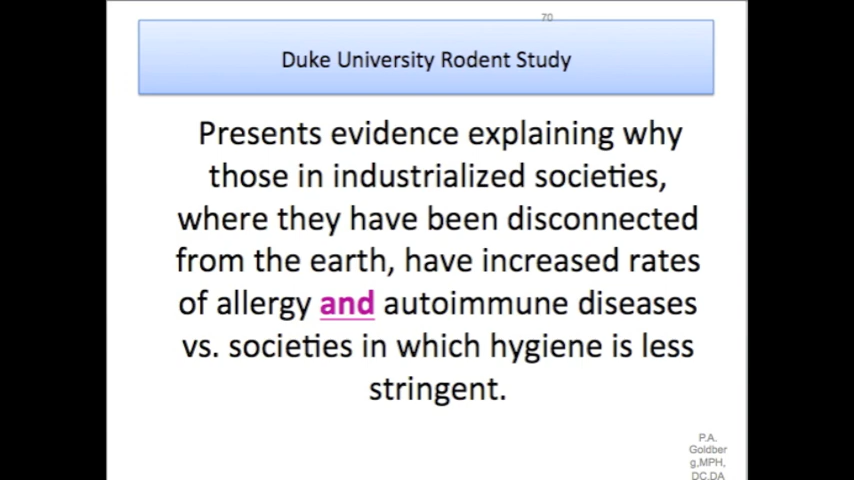 70
Duke University Rodent Study
Presents evidence explaining why
those in industrialized societies,
where they have been disconnected
from the earth, have increased rates
of allergy and autoimmune diseases
vs. societies in which hygiene is less
stringent.
P.A.
Goldber
g,MPH,
DC,DA